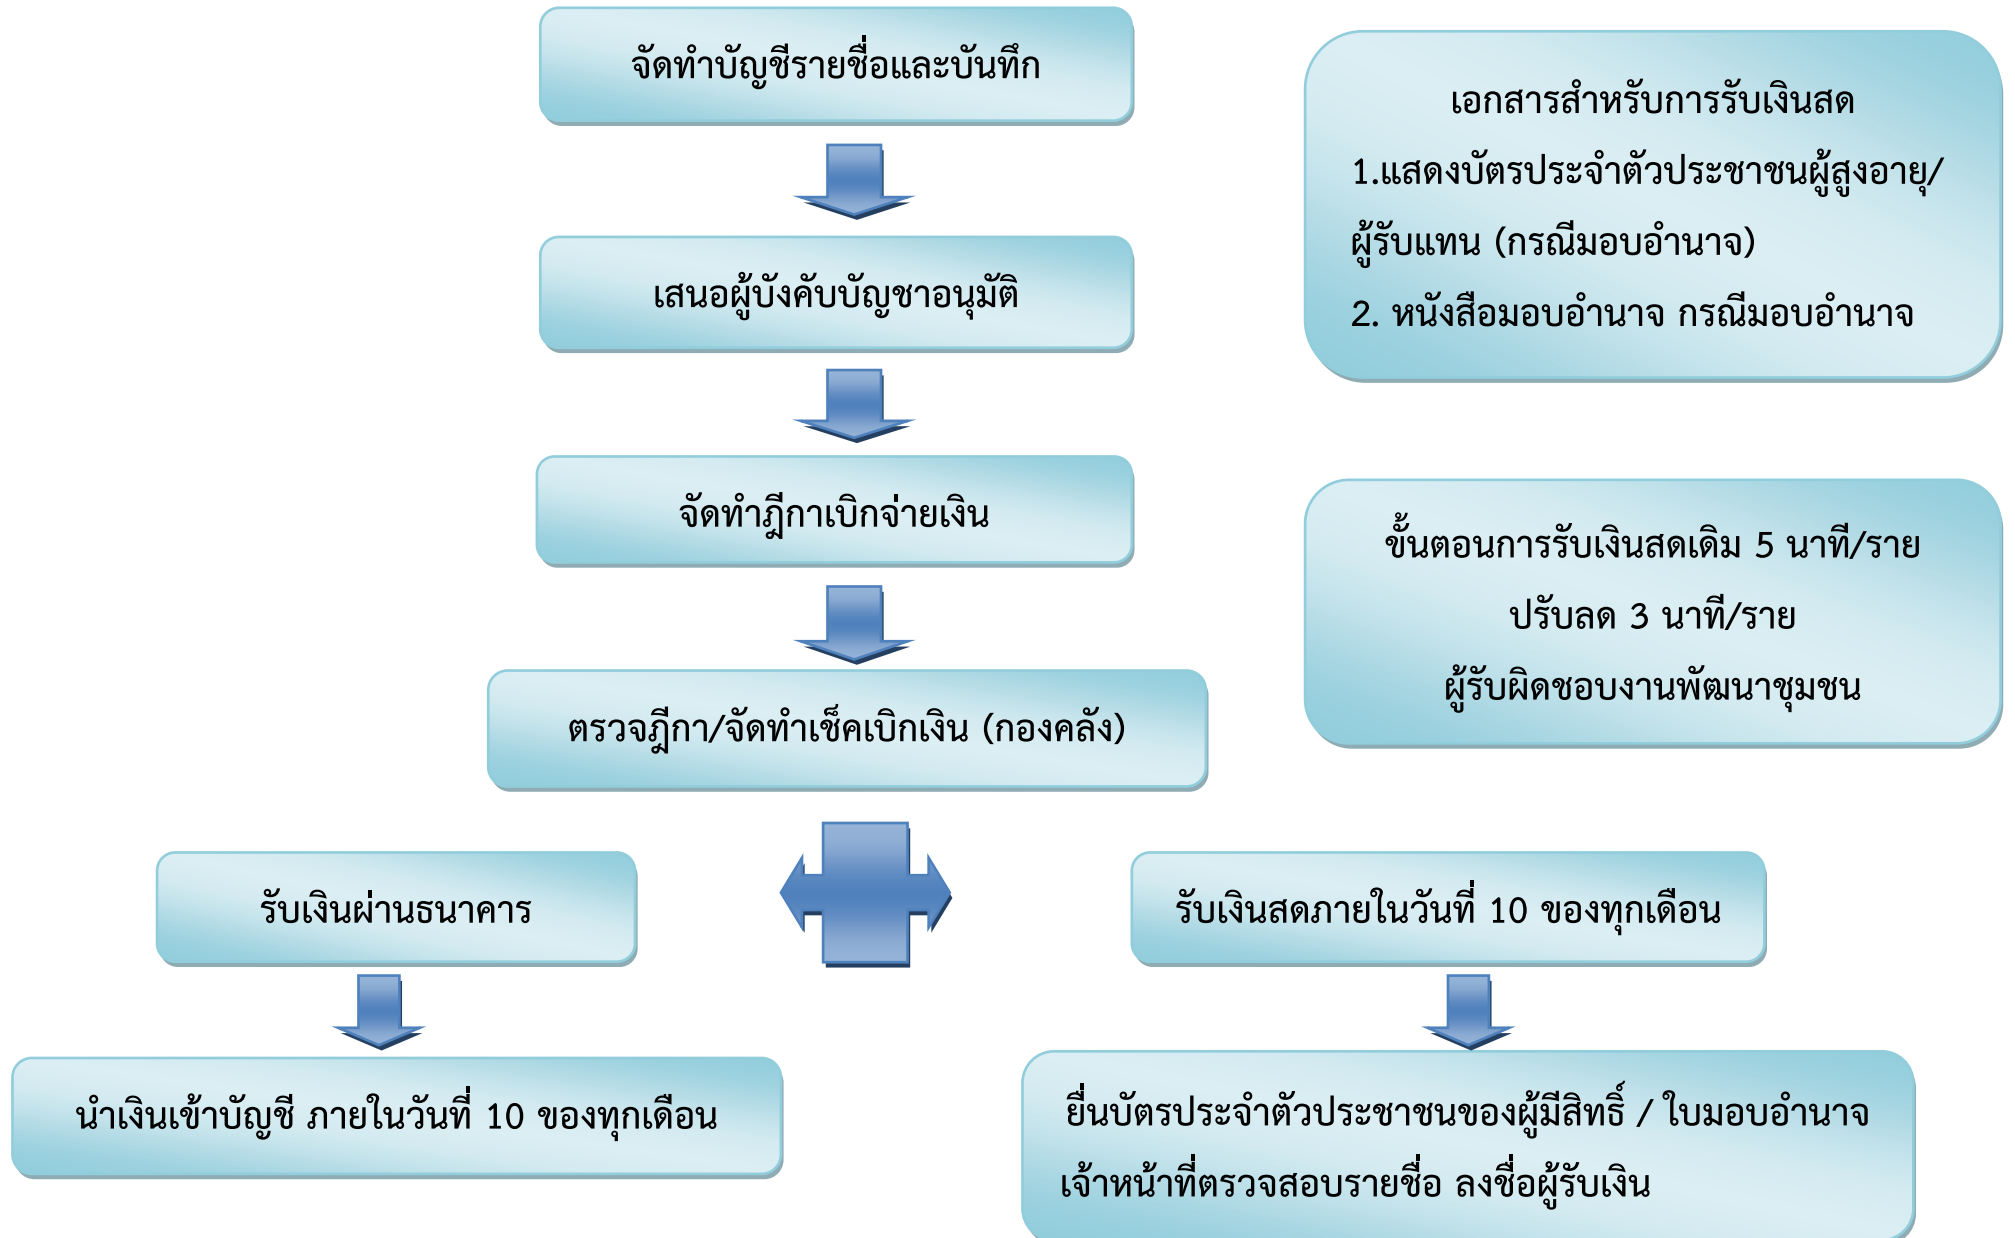 จัดทำบัญชีรายชื่อและบันทึก
เสนอผู้บังคับบัญชาอนุมัติ
จัดทำฎีกาเบิกจ่ายเงิน
ตรวจฎีกา/จัดทำเช็คเบิกเงิน (กองคลัง)
รับเงินผ่านธนาคาร
นำเงินเข้าบัญชี ภายในวันที่ 10 ของทุกเดือน
รับเงินสดภายในวันที่ 10 ของทุกเดือน
ยื่นบัตรประจำตัวประชาชนของผู้มีสิทธิ์ / ใบมอบอำนาจ
เจ้าหน้าที่ตรวจสอบรายชื่อ ลงชื่อผู้รับเงิน
เอกสารสำหรับการรับเงินสด
1.แสดงบัตรประจำตัวประชาชนผู้สูงอายุ/
ผู้รับแทน (กรณีมอบอำนาจ)
2. หนังสือมอบอำนาจ กรณีมอบอำนาจ
ขั้นตอนการรับเงินสดเดิม 5 นาที/ราย
ปรับลด 3 นาที/ราย
ผู้รับผิดชอบงานพัฒนาชุมชน